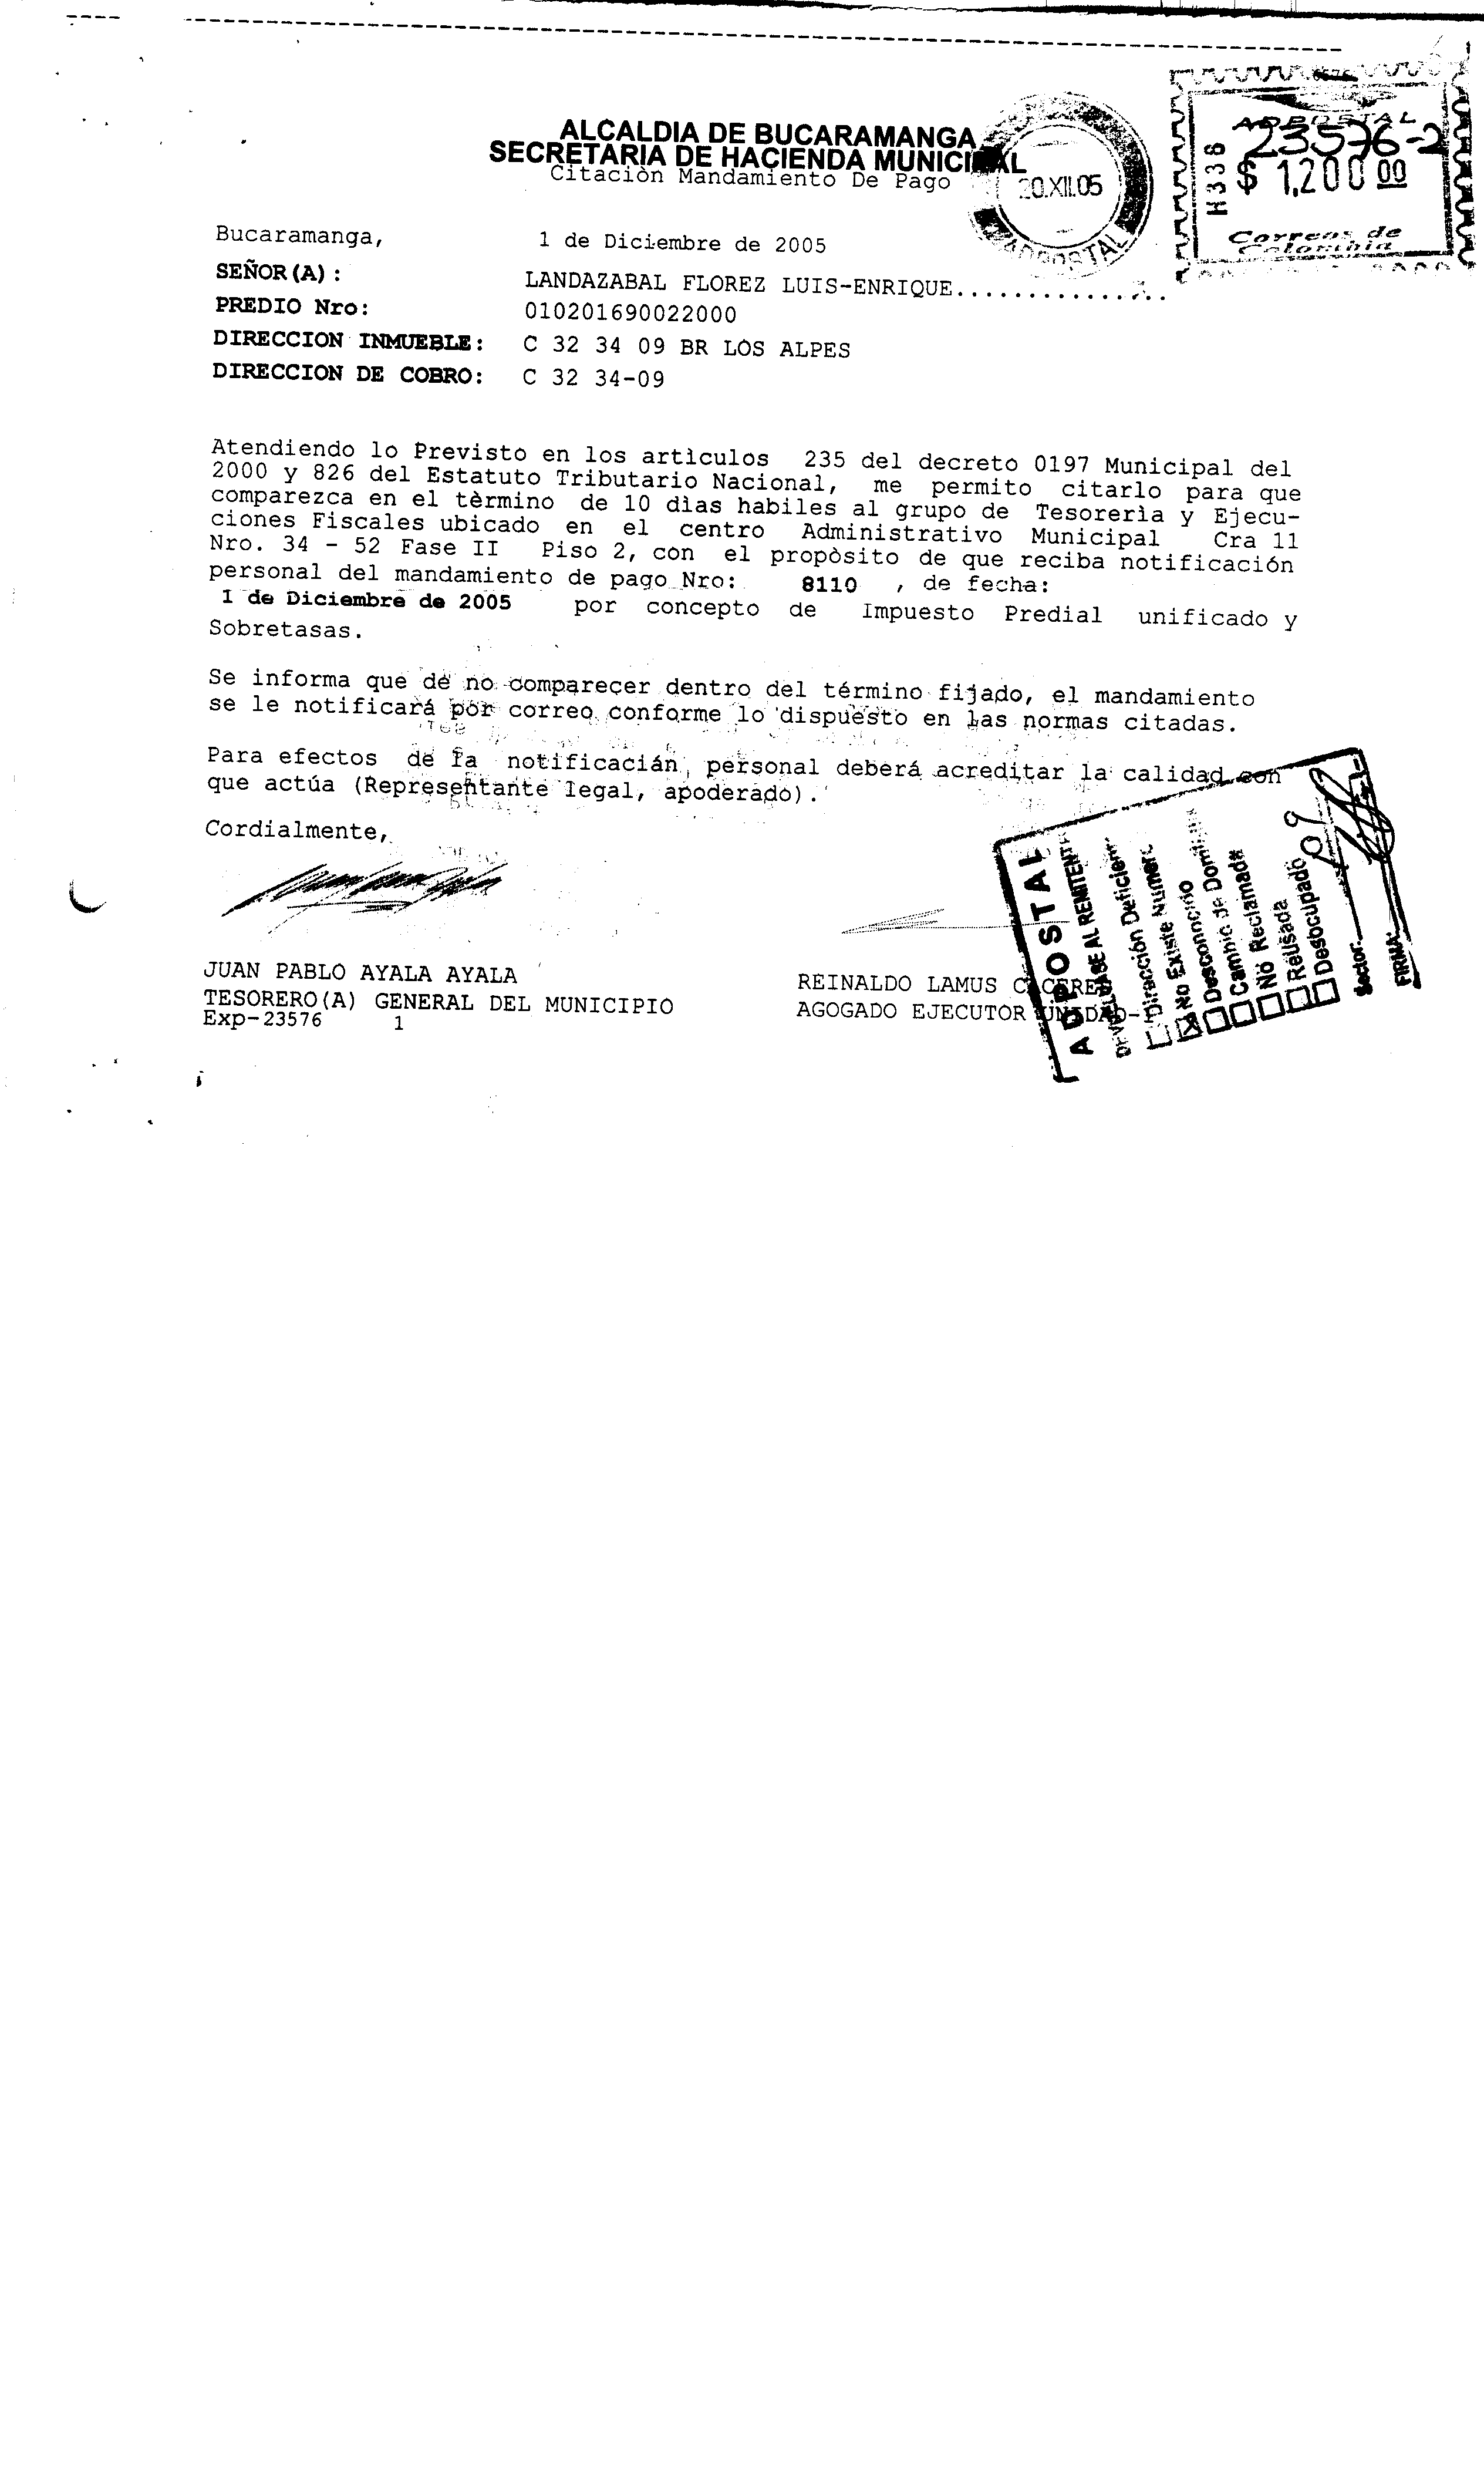 ALCALDIA DE BUCARAMANGA
SECRETARIA DE HACIENDA MUNICIPAL
Citaciòn Mandamiento De Pago
20.XII.05
ADPOSTAL
ADPOSTAL
23576-2
H338
$ 1,200 00
Correos de
Colombia
Bucaramanga, 1 de Diciembre de 2005
SEÑOR(A): LANDAZABAL FLOREZ LUIS-ENRIQUE...............
PREDIO Nro: 010201690022000
DIRECCION INMUEBLE: C 32 34 09 BR LOS ALPES
DIRECCION DE COBRO: C 32 34-09
Atendiendo lo Previsto en los artìculos 235 del decreto 0197 Municipal del
2000 y 826 del Estatuto Tributario Nacional, me permito citarlo para que
comparezca en el tèrmino de 10 dìas habiles al grupo de Tesorerìa y Ejecu-
ciones Fiscales ubicado en el centro Administrativo Municipal Cra 11
Nro. 34 - 52 Fase II Piso 2, con el propòsito de que reciba notificación
personal del mandamiento de pago Nro: 8110 , de fecha:
1 de Diciembre de 2005 por concepto de Impuesto Predial unificado y
Sobretasas.
Se informa que de no comparecer dentro del término fijado, el mandamiento
se le notificará por correo conforme lo dispuesto en las normas citadas.
Para efectos de la notificacián, personal deberá acreditar la calidad con
que actúa (Representante legal, apoderado).
Cordialmente,
JUAN PABLO AYALA AYALA
TESORERO(A) GENERAL DEL MUNICIPIO
Exp-23576 1
REINALDO LAMUS CACERES
AGOGADO EJECUTOR UNIDAD-1
ADPOSTAL
DEVUELVASE AL REMITENTE
Dirección Deficiente
No Existe Numero
Desconocido
Cambio de Domicilio
No Reclamada
Reusada
Desocupado
Sector:
FIRMA: